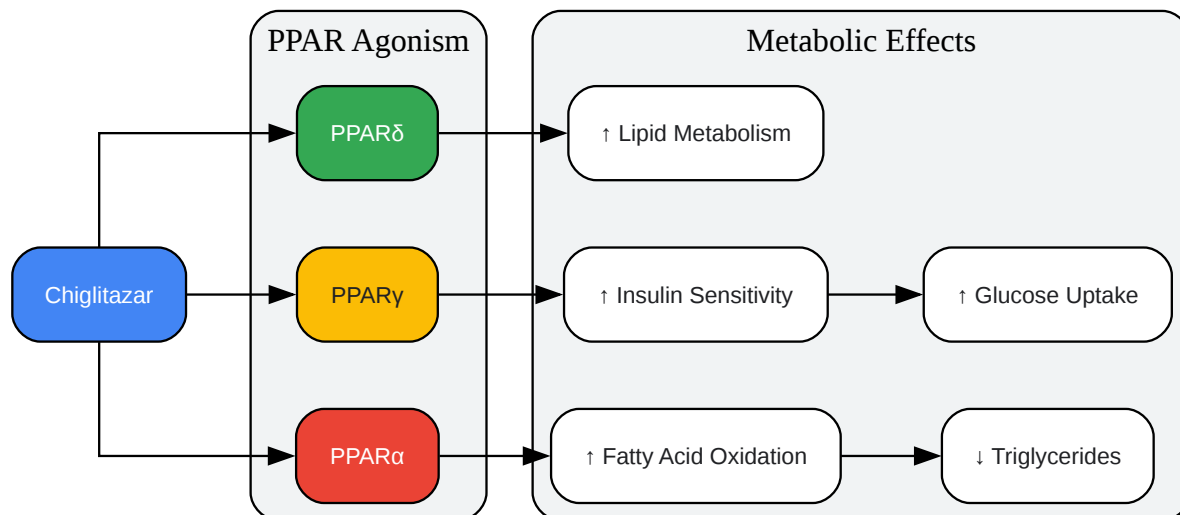 PPAR Agonism
Metabolic Effects
PPARδ
↑ Lipid Metabolism
Chiglitazar
PPARγ
↑ Insulin Sensitivity
↑ Glucose Uptake
PPARα
↑ Fatty Acid Oxidation
↓ Triglycerides